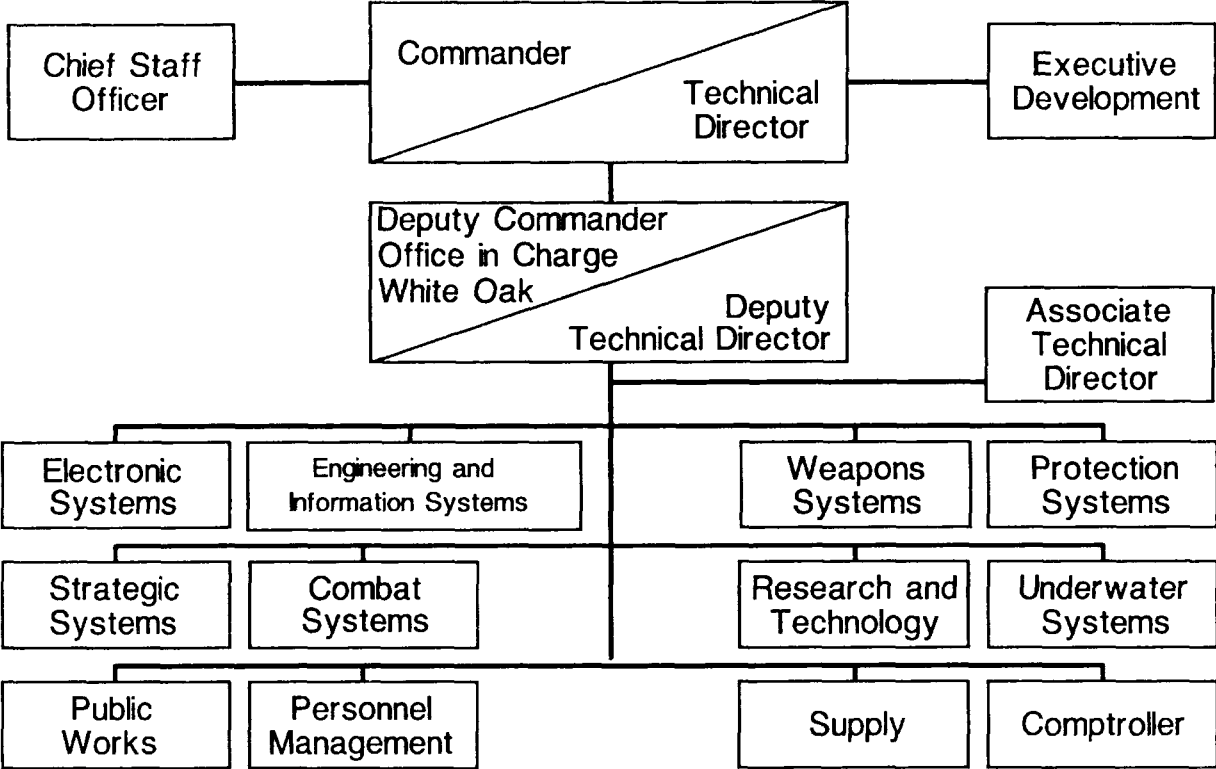 Chief Staff
Officer
Commander
Technical
Director
Executive
Development
Deputy Commander
Office in Charge
White Oak
Deputy
Technical Director
Associate
Technical
Director
Electronic
Systems
Engineering and
Information Systems
Weapons
Systems
Protection
Systems
Strategic
Systems
Combat
Systems
Research and
Technology
Underwater
Systems
Public
Works
Personnel
Management
Supply
Comptroller